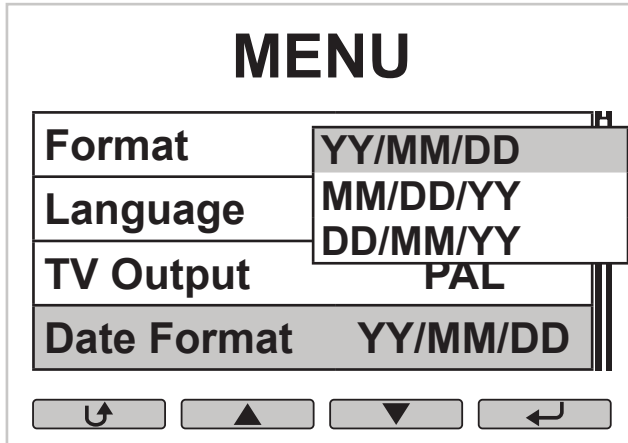 MENU
Format
YY/MM/DD
Language
MM/DD/YY
DD/MM/YY
TV Output PAL
Date Format YY/MM/DD